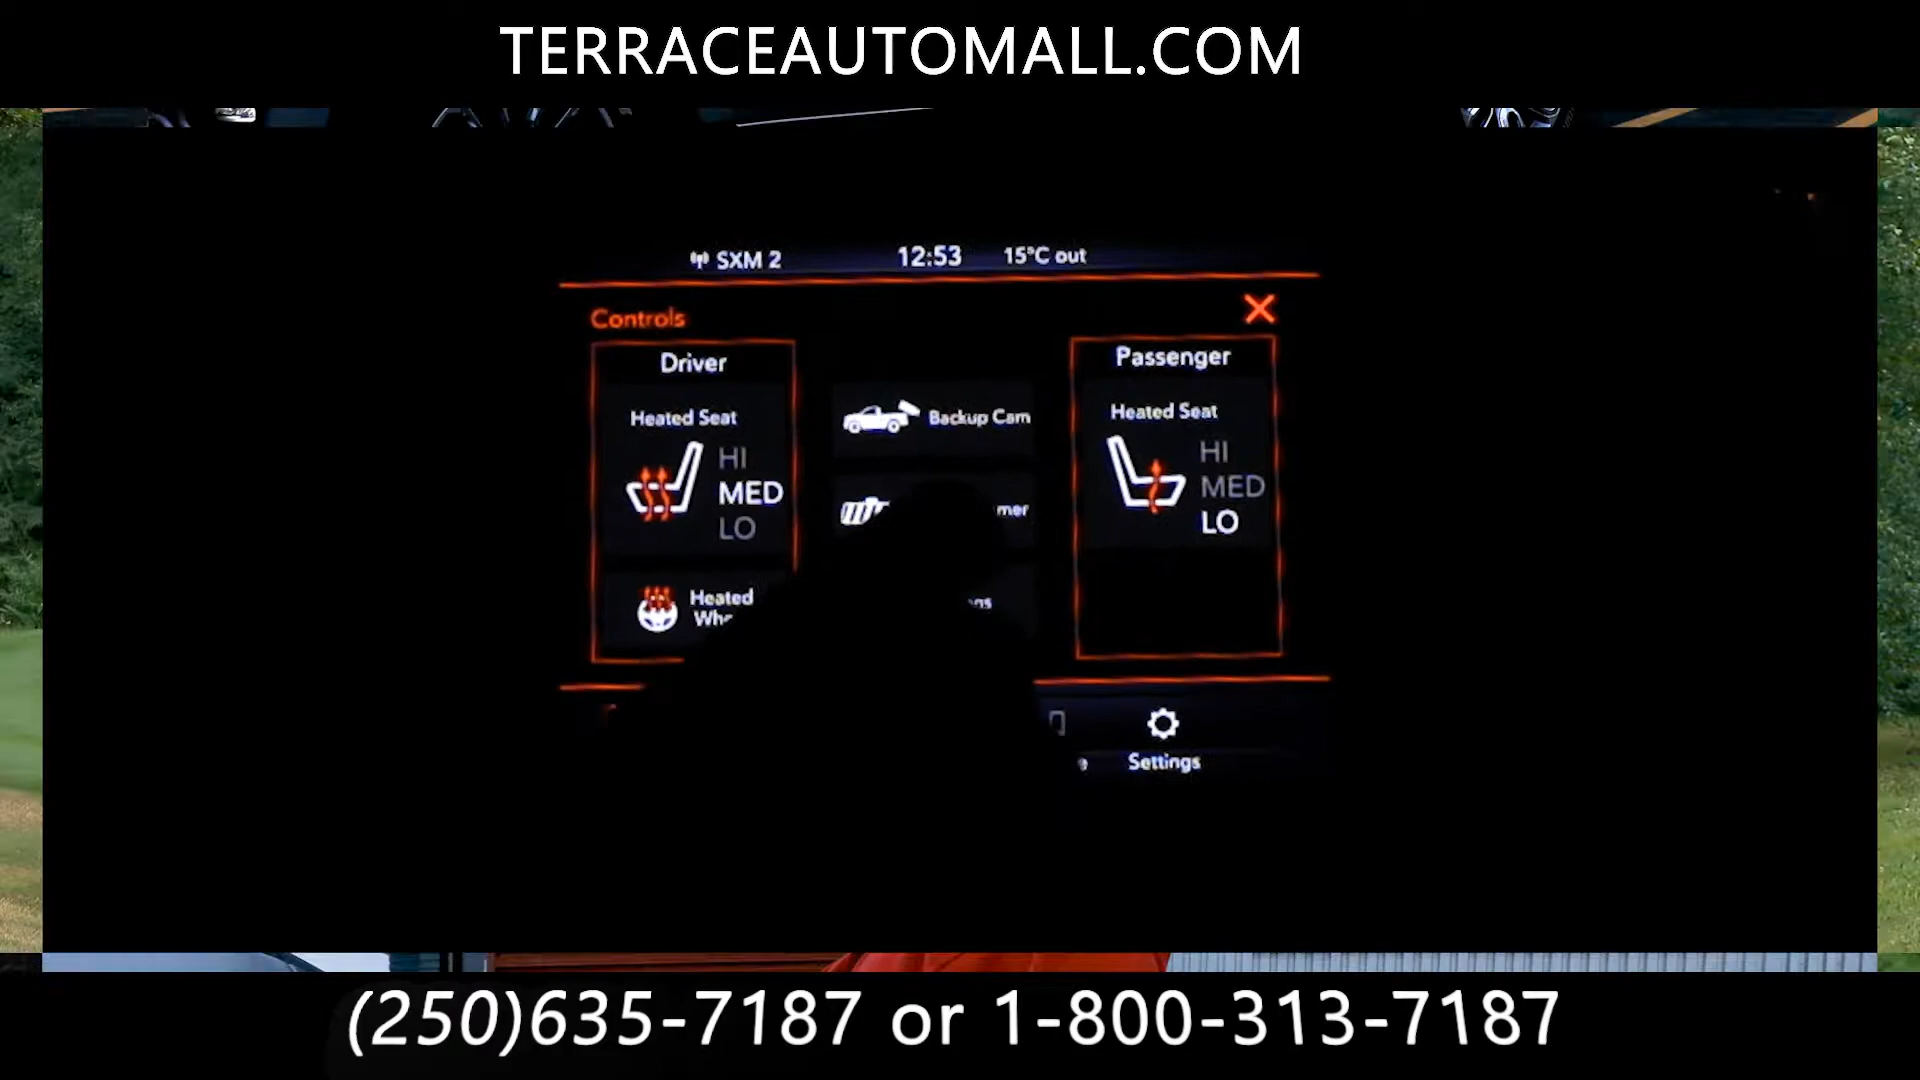 TERRACEAUTOMALL.COM
SXM 2 12:53 15°C out
Controls
Driver
Heated Seat
HI
MED
LO
Heated
Backup Cam
Passenger
Heated Seat
HI
MED
LO
Settings
(250)635-7187 or 1-800-313-7187